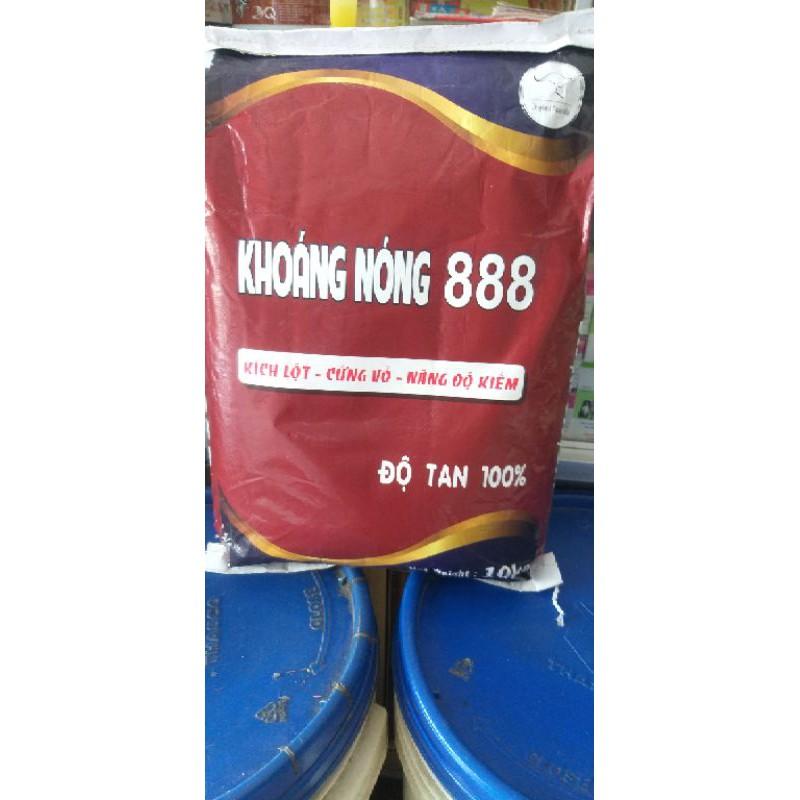 KHOÁNG NÓNG 888
KÍCH LỘT - CỨNG VỎ - NÂNG ĐỘ KIỀM
ĐỘ TAN 100%